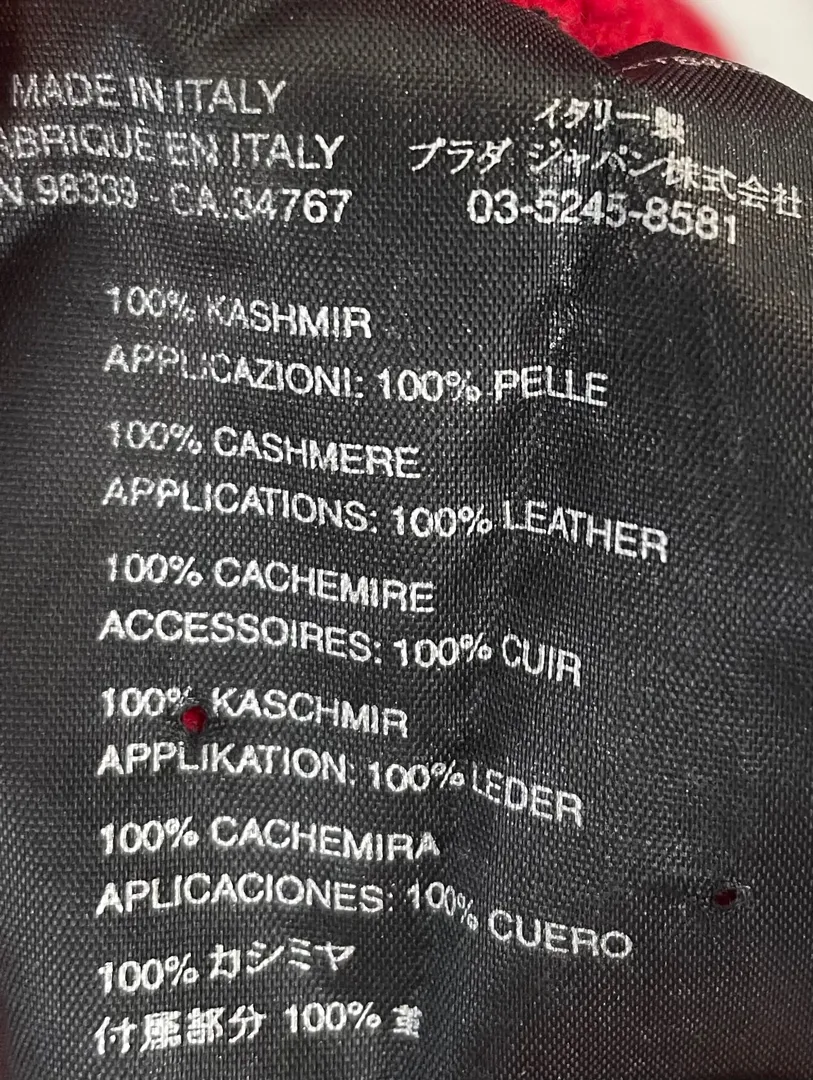 MADE IN ITALY
ABRIQUÉ EN ITALY
N.98339 - CA.34767
イタリー製
プラダ ジャパン株式会社
03-5245-8581
100% KASHMIR
APPLICAZIONI: 100% PELLE
100% CASHMERE
APPLICATIONS: 100% LEATHER
100% CACHEMIRE
ACCESSOIRES: 100% CUIR
100% KASCHMIR
APPLIKATION: 100% LEDER
100% CACHEMIRA
APLICACIONES: 100% CUERO
100% カシミヤ
付属部分 100% 革